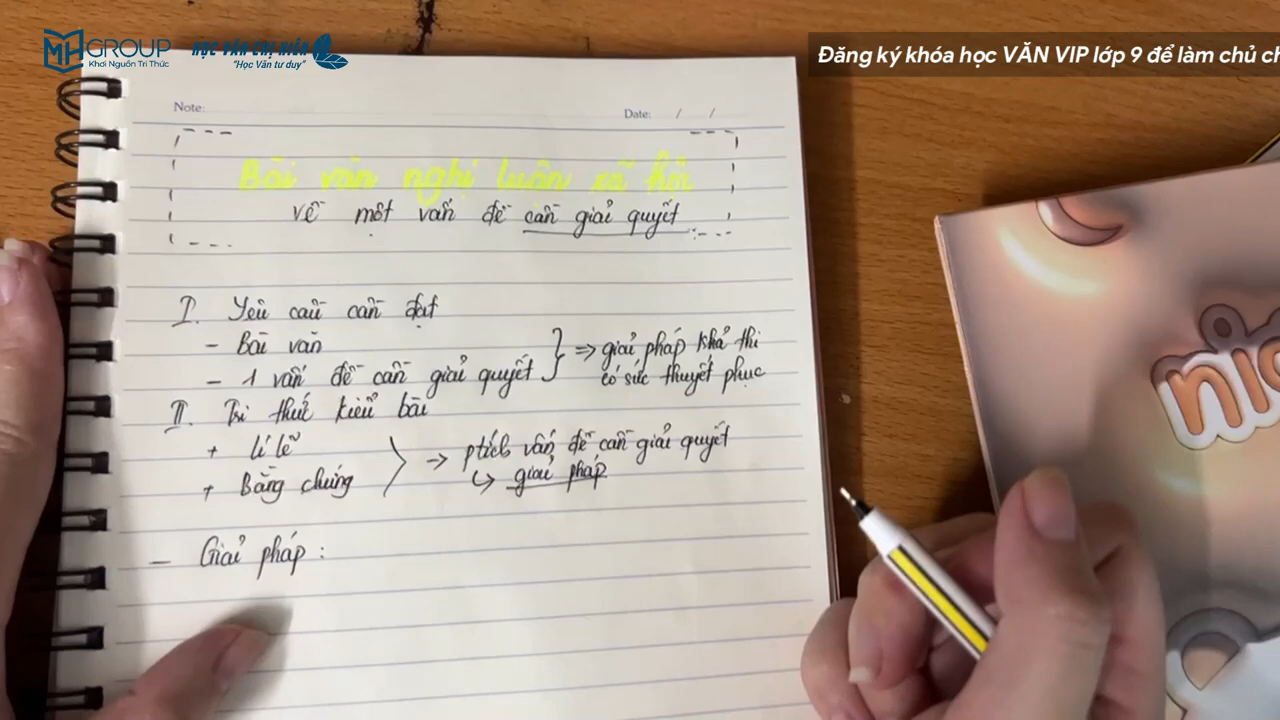 MH GROUP
Khơi Nguồn Tri Thức
HỌC VĂN CHỊ HIÊN
"Học Văn tư duy"
Đăng ký khóa học VĂN VIP lớp 9 để làm chủ ch
Note:
Date: / /
Bài văn nghị luận xã hội
về một vấn đề cần giải quyết
I. Yêu cầu cần đạt
- Bài văn
- 1 vấn đề cần giải quyết } => giải pháp khả thi
có sức thuyết phục
II. Tri thức kiểu bài
+ lí lẽ
+ Bằng chứng > → ptích vấn đề cần giải quyết
↳ giải pháp
- Giải pháp :